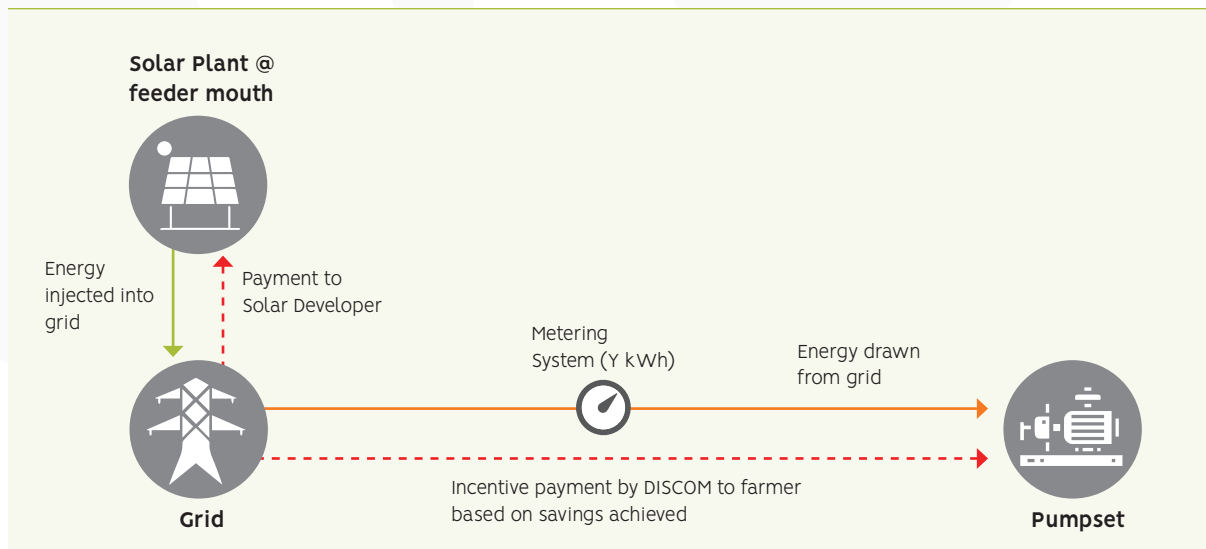 Solar Plant @
feeder mouth
Energy
injected into
grid
Payment to
Solar Developer
Metering
System (Y kWh)
Energy drawn
from grid
Incentive payment by DISCOM to farmer
based on savings achieved
Grid
Pumpset